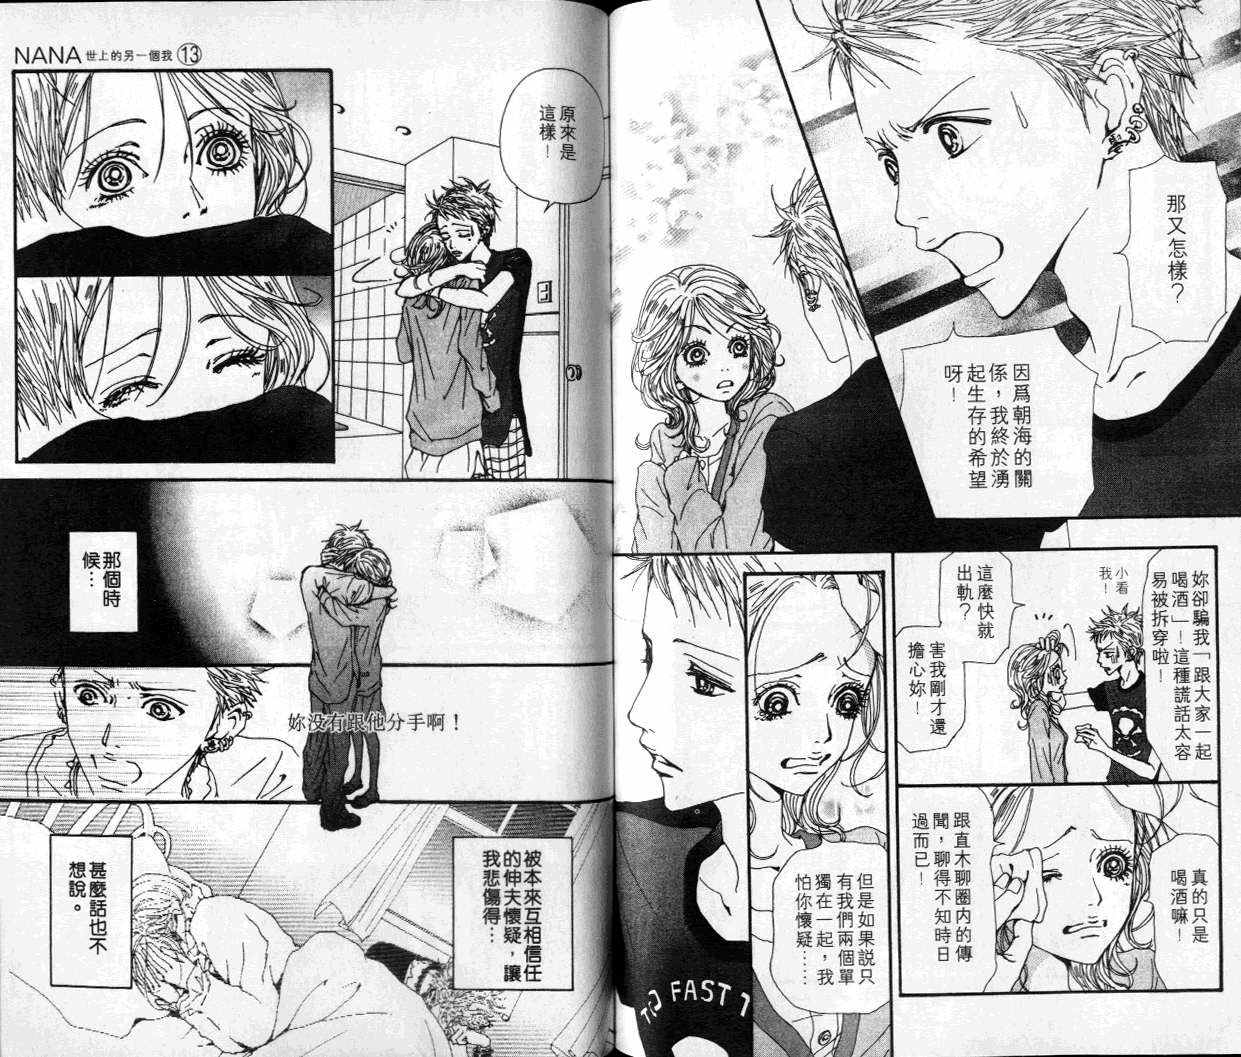 那又怎樣？
因爲朝海的關
係，我終於湧
起生存的希望
呀！
妳卻騙我「跟大家一起
喝酒」！這種謊話太容
易被拆穿啦！
小看
我！
這麼快就
出軌？
害我剛才還
擔心妳！
真的只是
喝酒嘛！
跟直木聊圈内的傳
聞，聊得不知時日
過而已！
但是如果說只
有我們兩個單
獨在一起，我
怕你懷疑……
TOO FAST T
NANA 世上的另一個我 ⑬
原來是
這樣！
那個時
候…
妳没有跟他分手啊！
被本來互相信任
的伸夫懷疑，讓
我悲傷得…
甚麼話也不
想說。